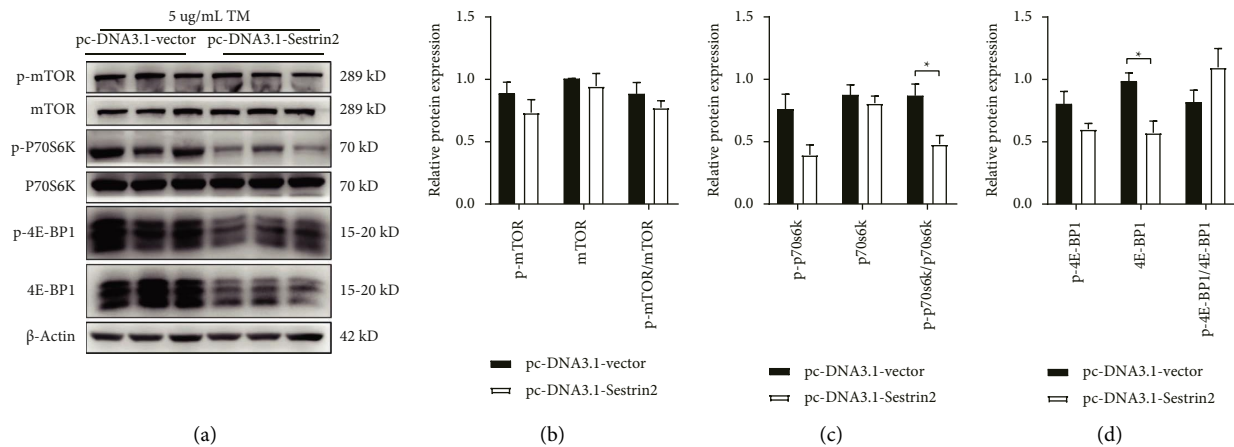 5 ug/mL TM
pc-DNA3.1-vector pc-DNA3.1-Sestrin2
p-mTOR 289 kD
mTOR 289 kD
p-P70S6K 70 kD
P70S6K 70 kD
p-4E-BP1 15-20 kD
4E-BP1 15-20 kD
β-Actin 42 kD
(a)
Relative protein expression
1.5
1.0
0.5
0.0
p-mTOR
mTOR
p-mTOR/mTOR
pc-DNA3.1-vector
pc-DNA3.1-Sestrin2
(b)
Relative protein expression
1.5
1.0
0.5
0.0
*
p-p70s6k
p70s6k
p-p70s6k/p70s6k
pc-DNA3.1-vector
pc-DNA3.1-Sestrin2
(c)
Relative protein expression
1.5
1.0
0.5
0.0
*
p-4E-BP1
4E-BP1
p-4E-BP1/4E-BP1
pc-DNA3.1-vector
pc-DNA3.1-Sestrin2
(d)